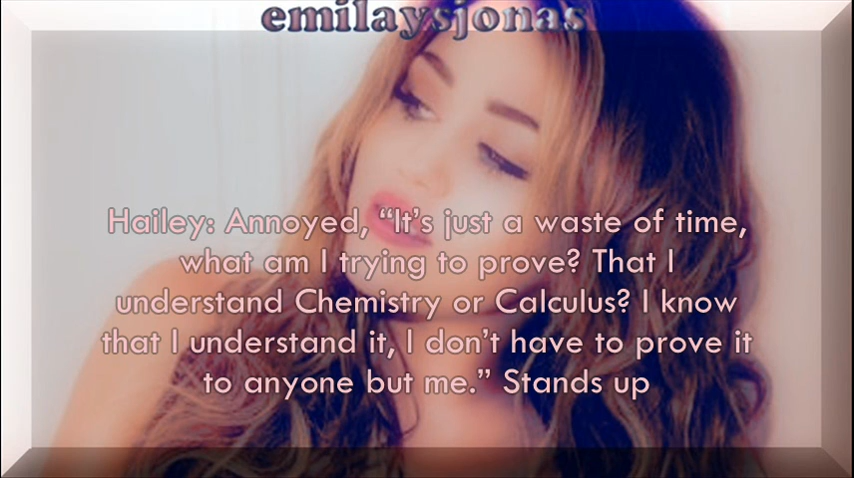 emilaysjonas
Hailey: Annoyed, “It’s just a waste of time,
what am I trying to prove? That I
understand Chemistry or Calculus? I know
that I understand it, I don’t have to prove it
to anyone but me.” Stands up